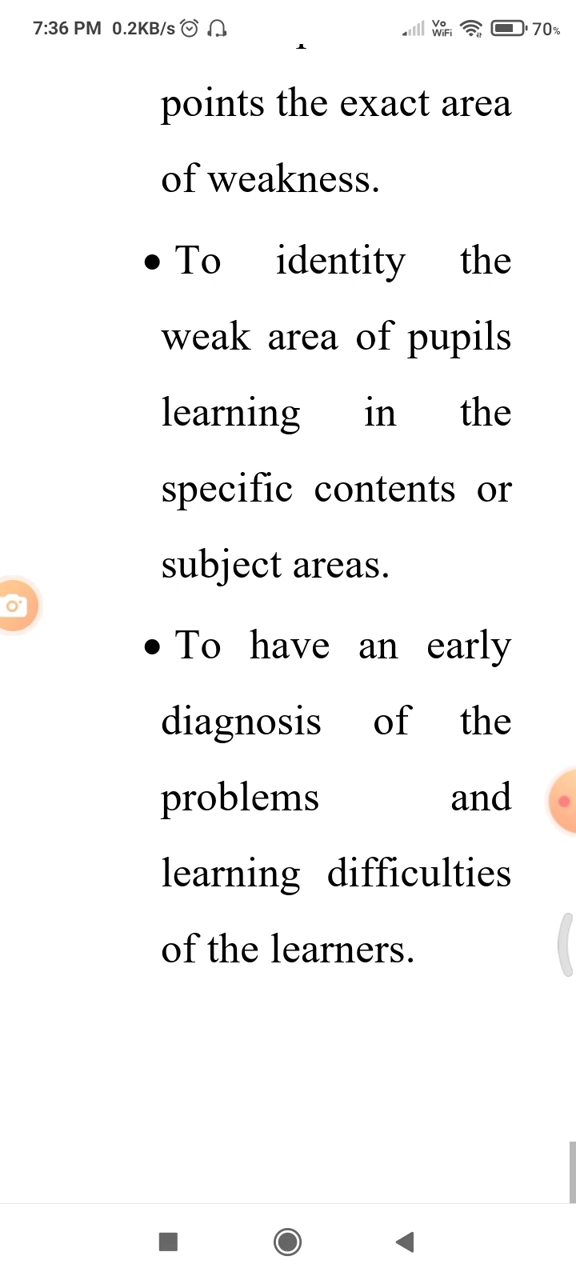 7:36 PM 0.2KB/s Vo WiFi 70%
points the exact area
of weakness.
• To identity the
weak area of pupils
learning in the
specific contents or
subject areas.
• To have an early
diagnosis of the
problems and
learning difficulties
of the learners.